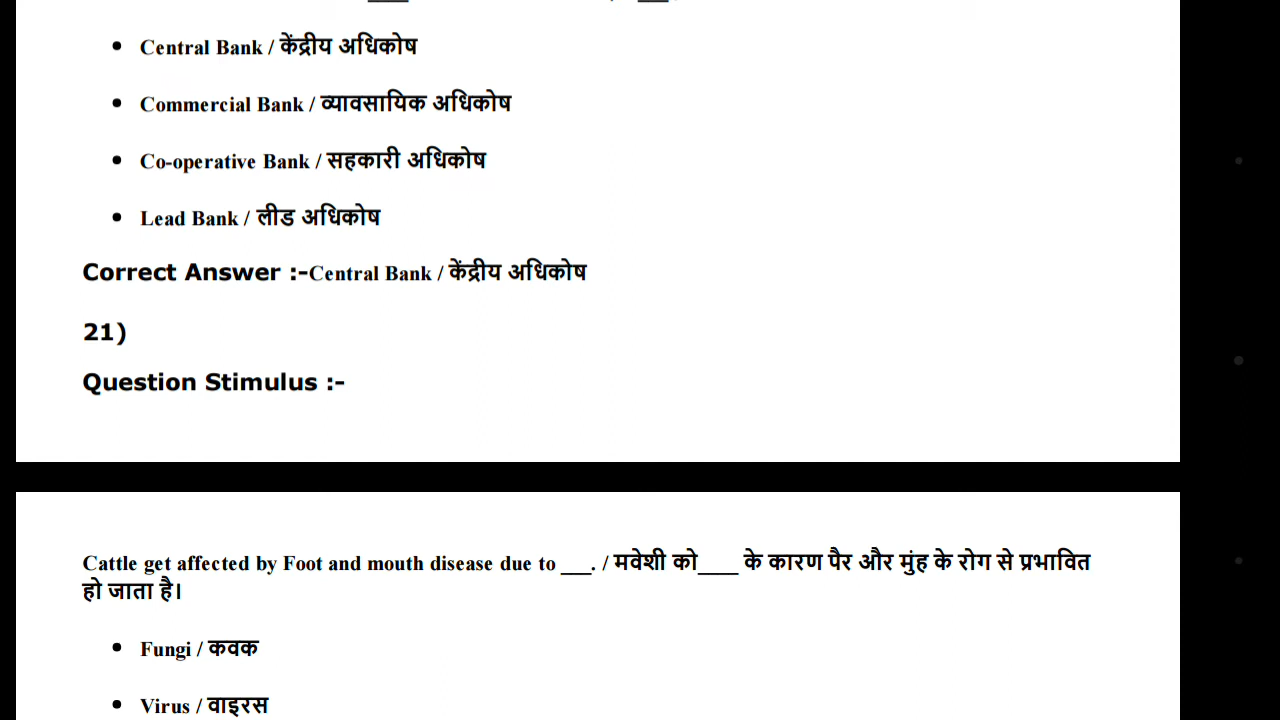 Central Bank / केंद्रीय अधिकोष
Commercial Bank / व्यावसायिक अधिकोष
Co-operative Bank / सहकारी अधिकोष
Lead Bank / लीड अधिकोष
Correct Answer :-Central Bank / केंद्रीय अधिकोष
21)
Question Stimulus :-
Cattle get affected by Foot and mouth disease due to ___. / मवेशी को____ के कारण पैर और मुंह के रोग से प्रभावित
हो जाता है।
Fungi / कवक
Virus / वाइरस